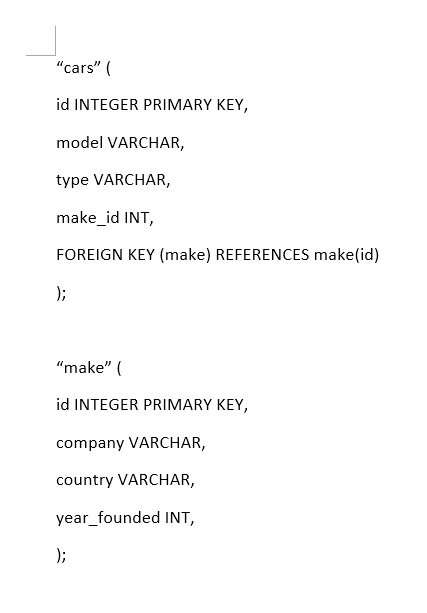 “cars” (
id INTEGER PRIMARY KEY,
model VARCHAR,
type VARCHAR,
make_id INT,
FOREIGN KEY (make) REFERENCES make(id)
);
“make” (
id INTEGER PRIMARY KEY,
company VARCHAR,
country VARCHAR,
year_founded INT,
);